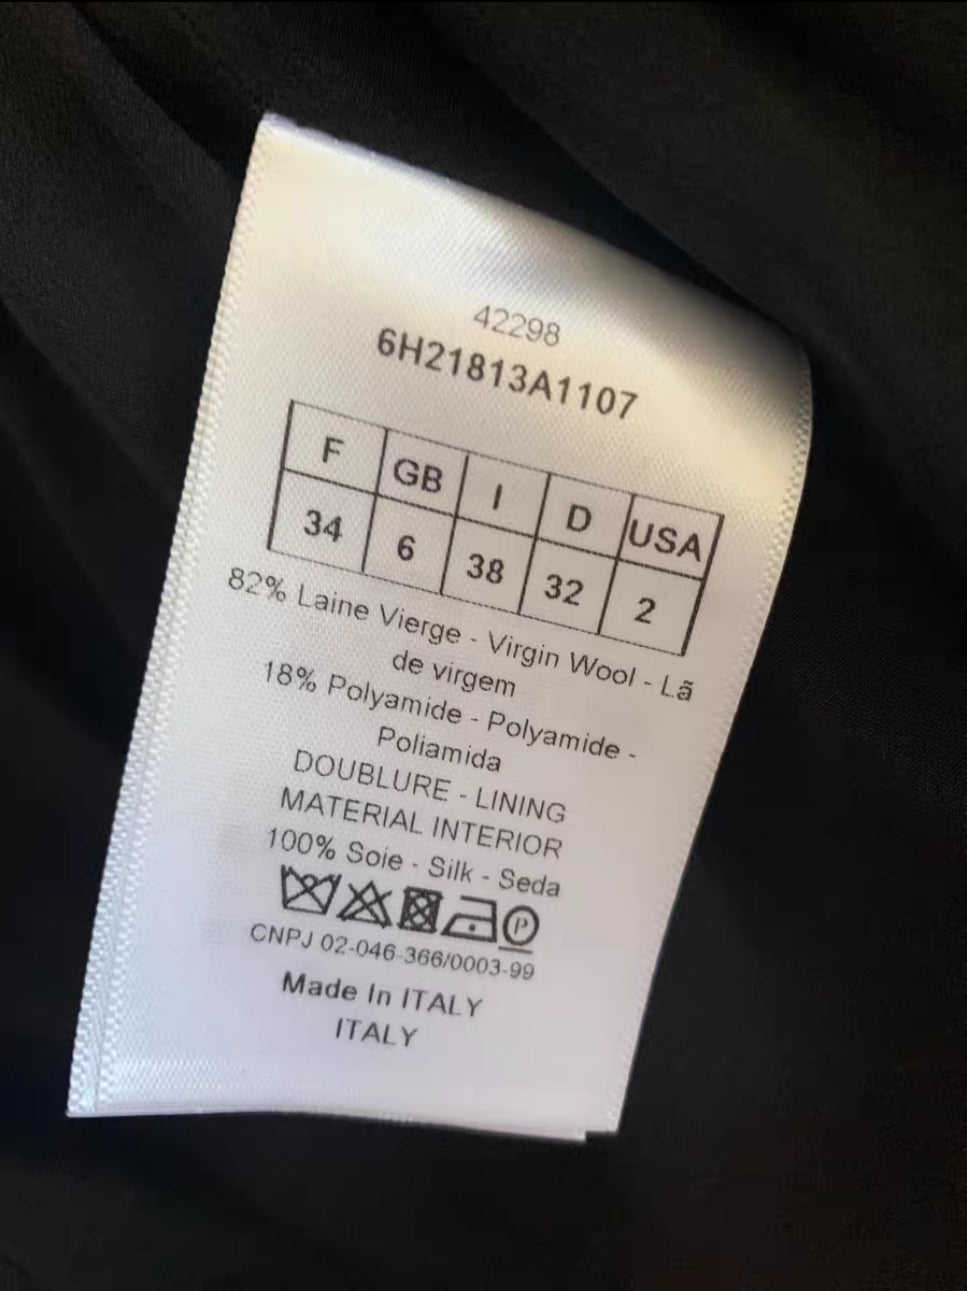 42298
6H21813A1107
F GB I D USA
34 6 38 32 2
82% Laine Vierge - Virgin Wool - Lã
de virgem
18% Polyamide - Polyamide -
Poliamida
DOUBLURE - LINING
MATERIAL INTERIOR
100% Soie - Silk - Seda
P
CNPJ 02-046-366/0003-99
Made In ITALY
ITALY